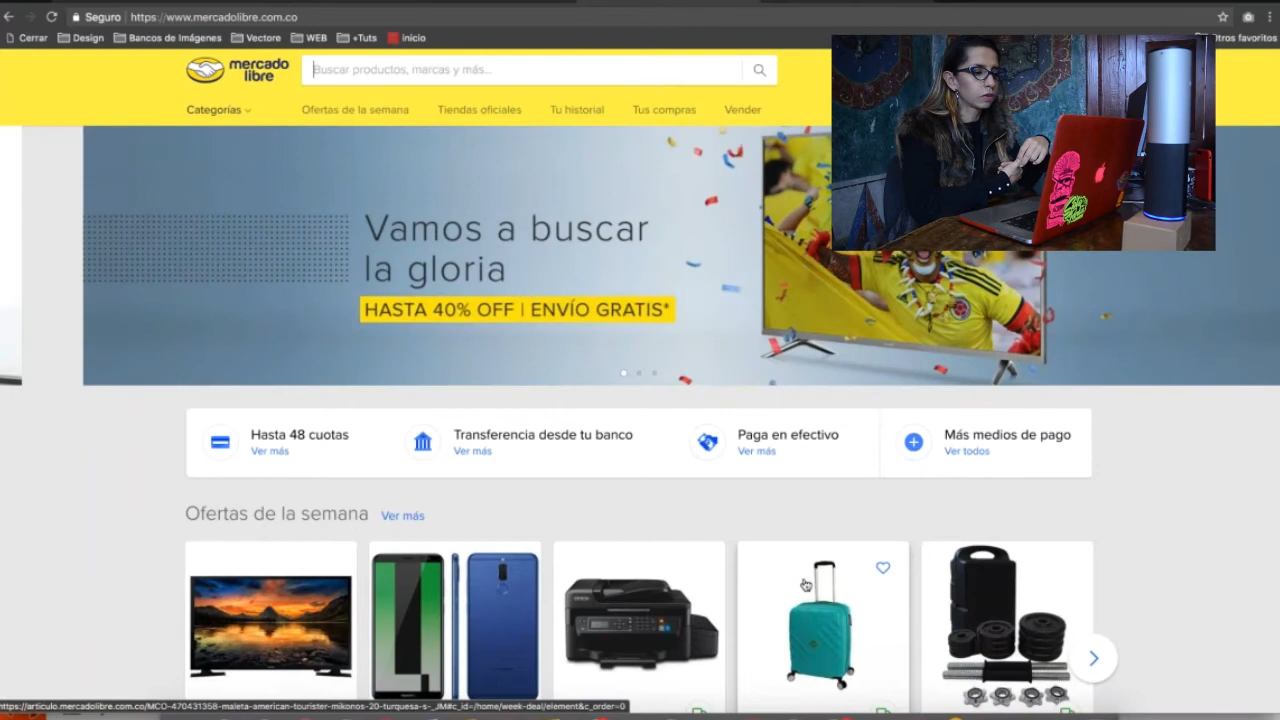 Seguro https://www.mercadolibre.com.co
Cerrar Design Bancos de Imágenes Vectore WEB +Tuts Inicio Otros favoritos
mercado
libre
Buscar productos, marcas y más...
Categorías Ofertas de la semana Tiendas oficiales Tu historial Tus compras Vender
Vamos a buscar
la gloria
HASTA 40% OFF | ENVÍO GRATIS*
Hasta 48 cuotas
Ver más
Transferencia desde tu banco
Ver más
Paga en efectivo
Ver más
Más medios de pago
Ver todos
Ofertas de la semana Ver más
https://articulo.mercadolibre.com.co/MCO-470431358-maleta-american-tourister-mikonos-20-turquesa-s-_JM#c_id=/home/week-deal/element&c_order=0